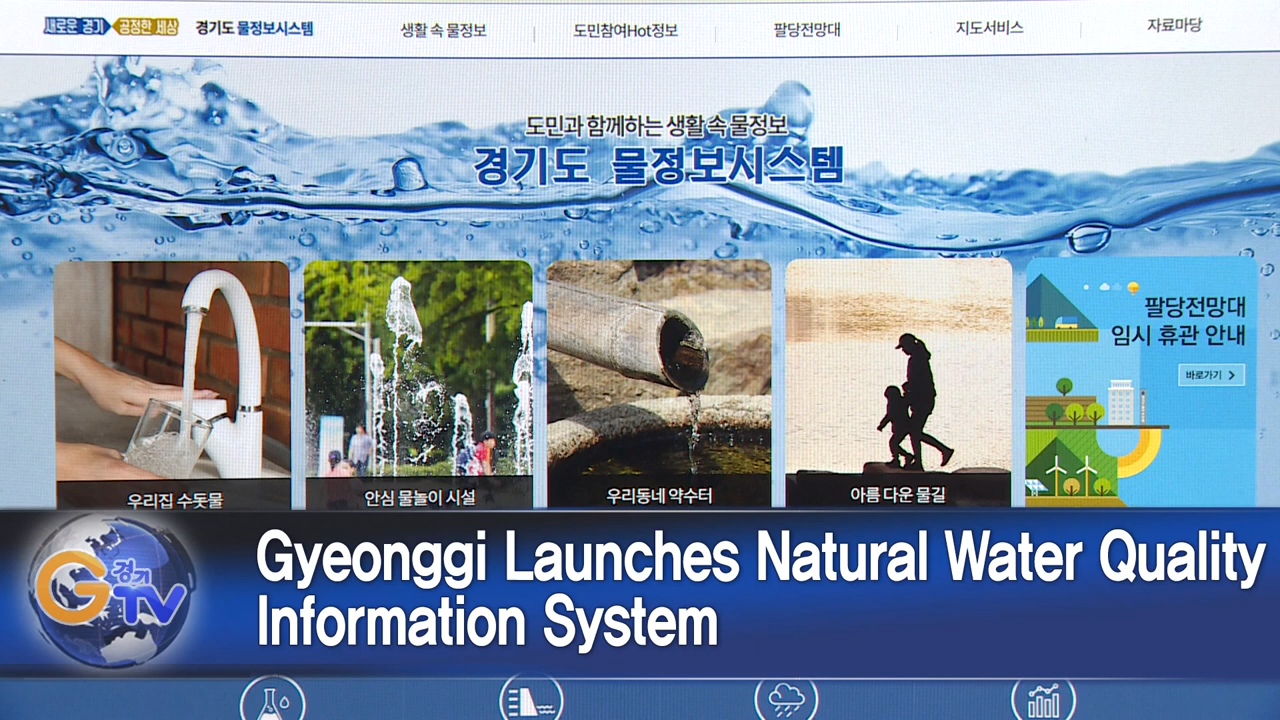 새로운 경기 공정한 세상 경기도 물정보시스템 생활 속 물정보 도민참여Hot정보 팔당전망대 지도서비스 자료마당
도민과 함께하는 생활 속 물정보
경기도 물정보시스템
팔당전망대
임시 휴관 안내
바로가기
우리집 수돗물 안심 물놀이 시설 우리동네 약수터 아름 다운 물길
G 경기 TV
Gyeonggi Launches Natural Water Quality
Information System